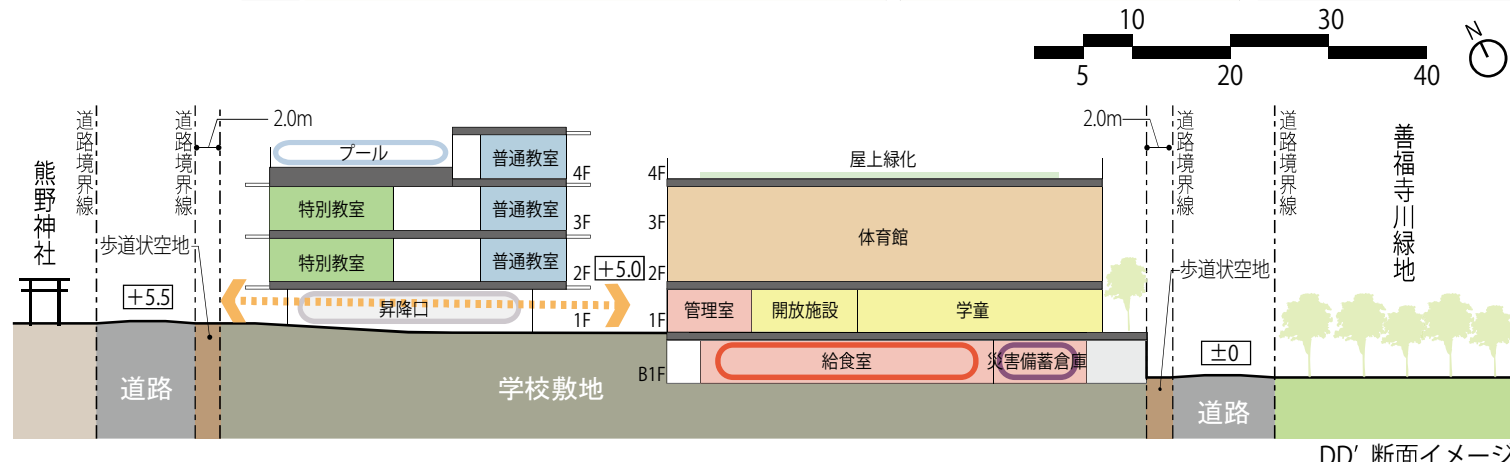 10
30
5
20
40
N
道路境界線
道路境界線
2.0m
2.0m
道路境界線
道路境界線
熊野神社
善福寺川緑地
プール
普通教室
4F
4F
屋上緑化
特別教室
普通教室
3F
3F
体育館
歩道状空地
特別教室
普通教室
2F
+5.0
2F
歩道状空地
+5.5
昇降口
1F
1F
管理室
開放施設
学童
±0
B1F
給食室
災害備蓄倉庫
道路
学校敷地
道路
DD’ 断面イメージ